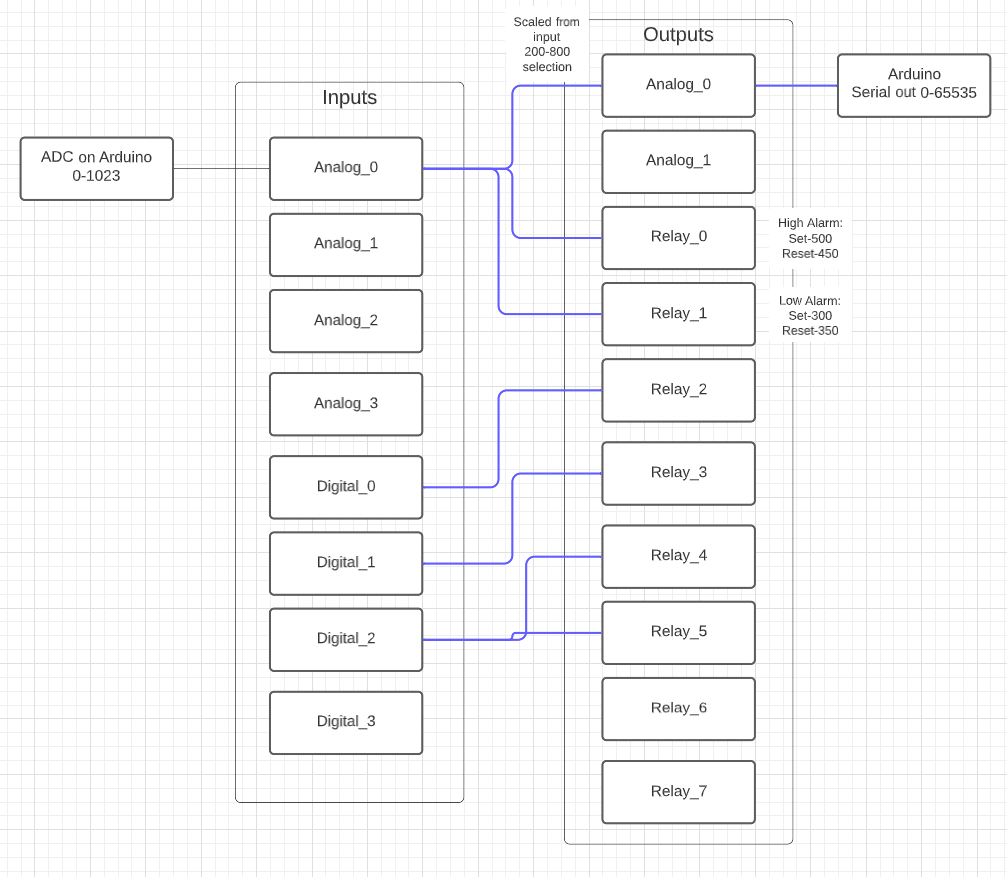 Scaled from
input
200-800
selection
Outputs
Inputs
ADC on Arduino
0-1023
Analog_0
Analog_1
Analog_2
Analog_3
Digital_0
Digital_1
Digital_2
Digital_3
Analog_0
Analog_1
Relay_0
Relay_1
Relay_2
Relay_3
Relay_4
Relay_5
Relay_6
Relay_7
Arduino
Serial out 0-65535
High Alarm:
Set-500
Reset-450
Low Alarm:
Set-300
Reset-350